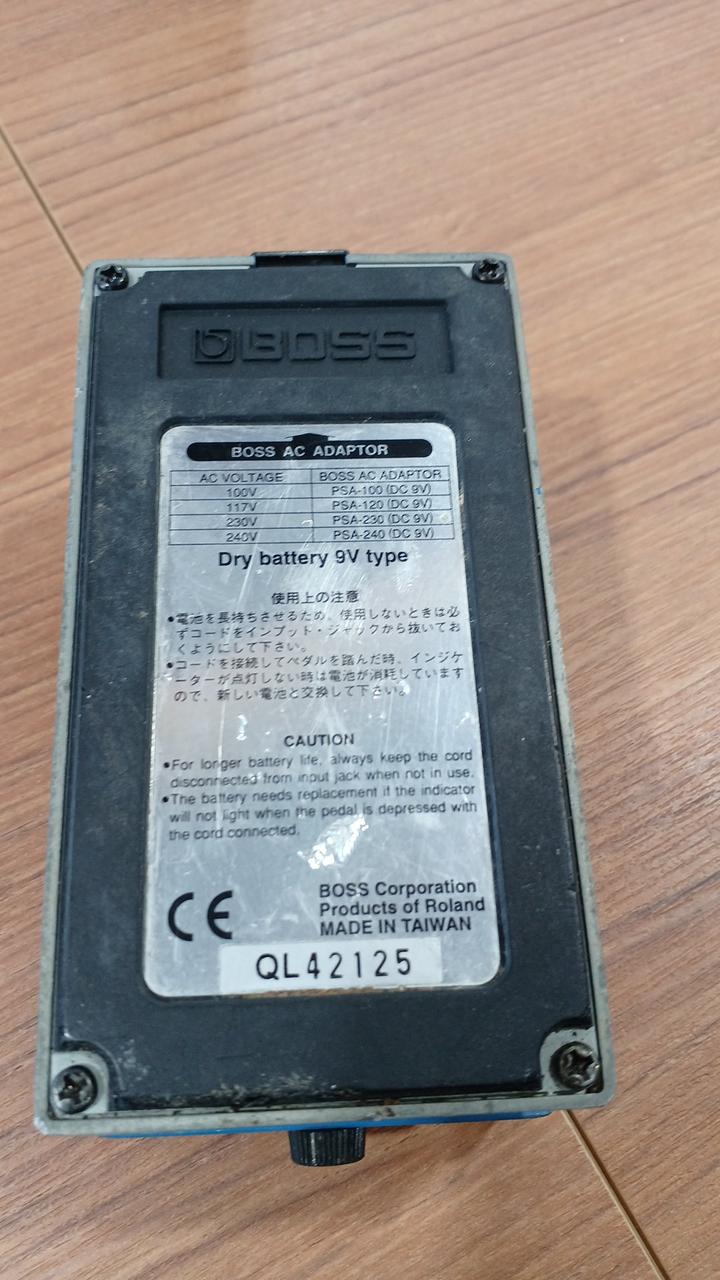 BOSS
BOSS AC ADAPTOR
AC VOLTAGE BOSS AC ADAPTOR
100V PSA-100 (DC 9V)
117V PSA-120 (DC 9V)
230V PSA-230 (DC 9V)
240V PSA-240 (DC 9V)
Dry battery 9V type
使用上の注意
●電池を長持ちさせるため、使用しないときは必
ずコードをインプット・ジャックから抜いてお
くようにして下さい。
●コードを接続してペダルを踏んだ時、インジケ
ーターが点灯しない時は電池が消耗しています
ので、新しい電池と交換して下さい。
CAUTION
●For longer battery life, always keep the cord
disconnected from input jack when not in use.
●The battery needs replacement if the indicator
will not light when the pedal is depressed with
the cord connected.
CE
BOSS Corporation
Products of Roland
MADE IN TAIWAN
QL42125